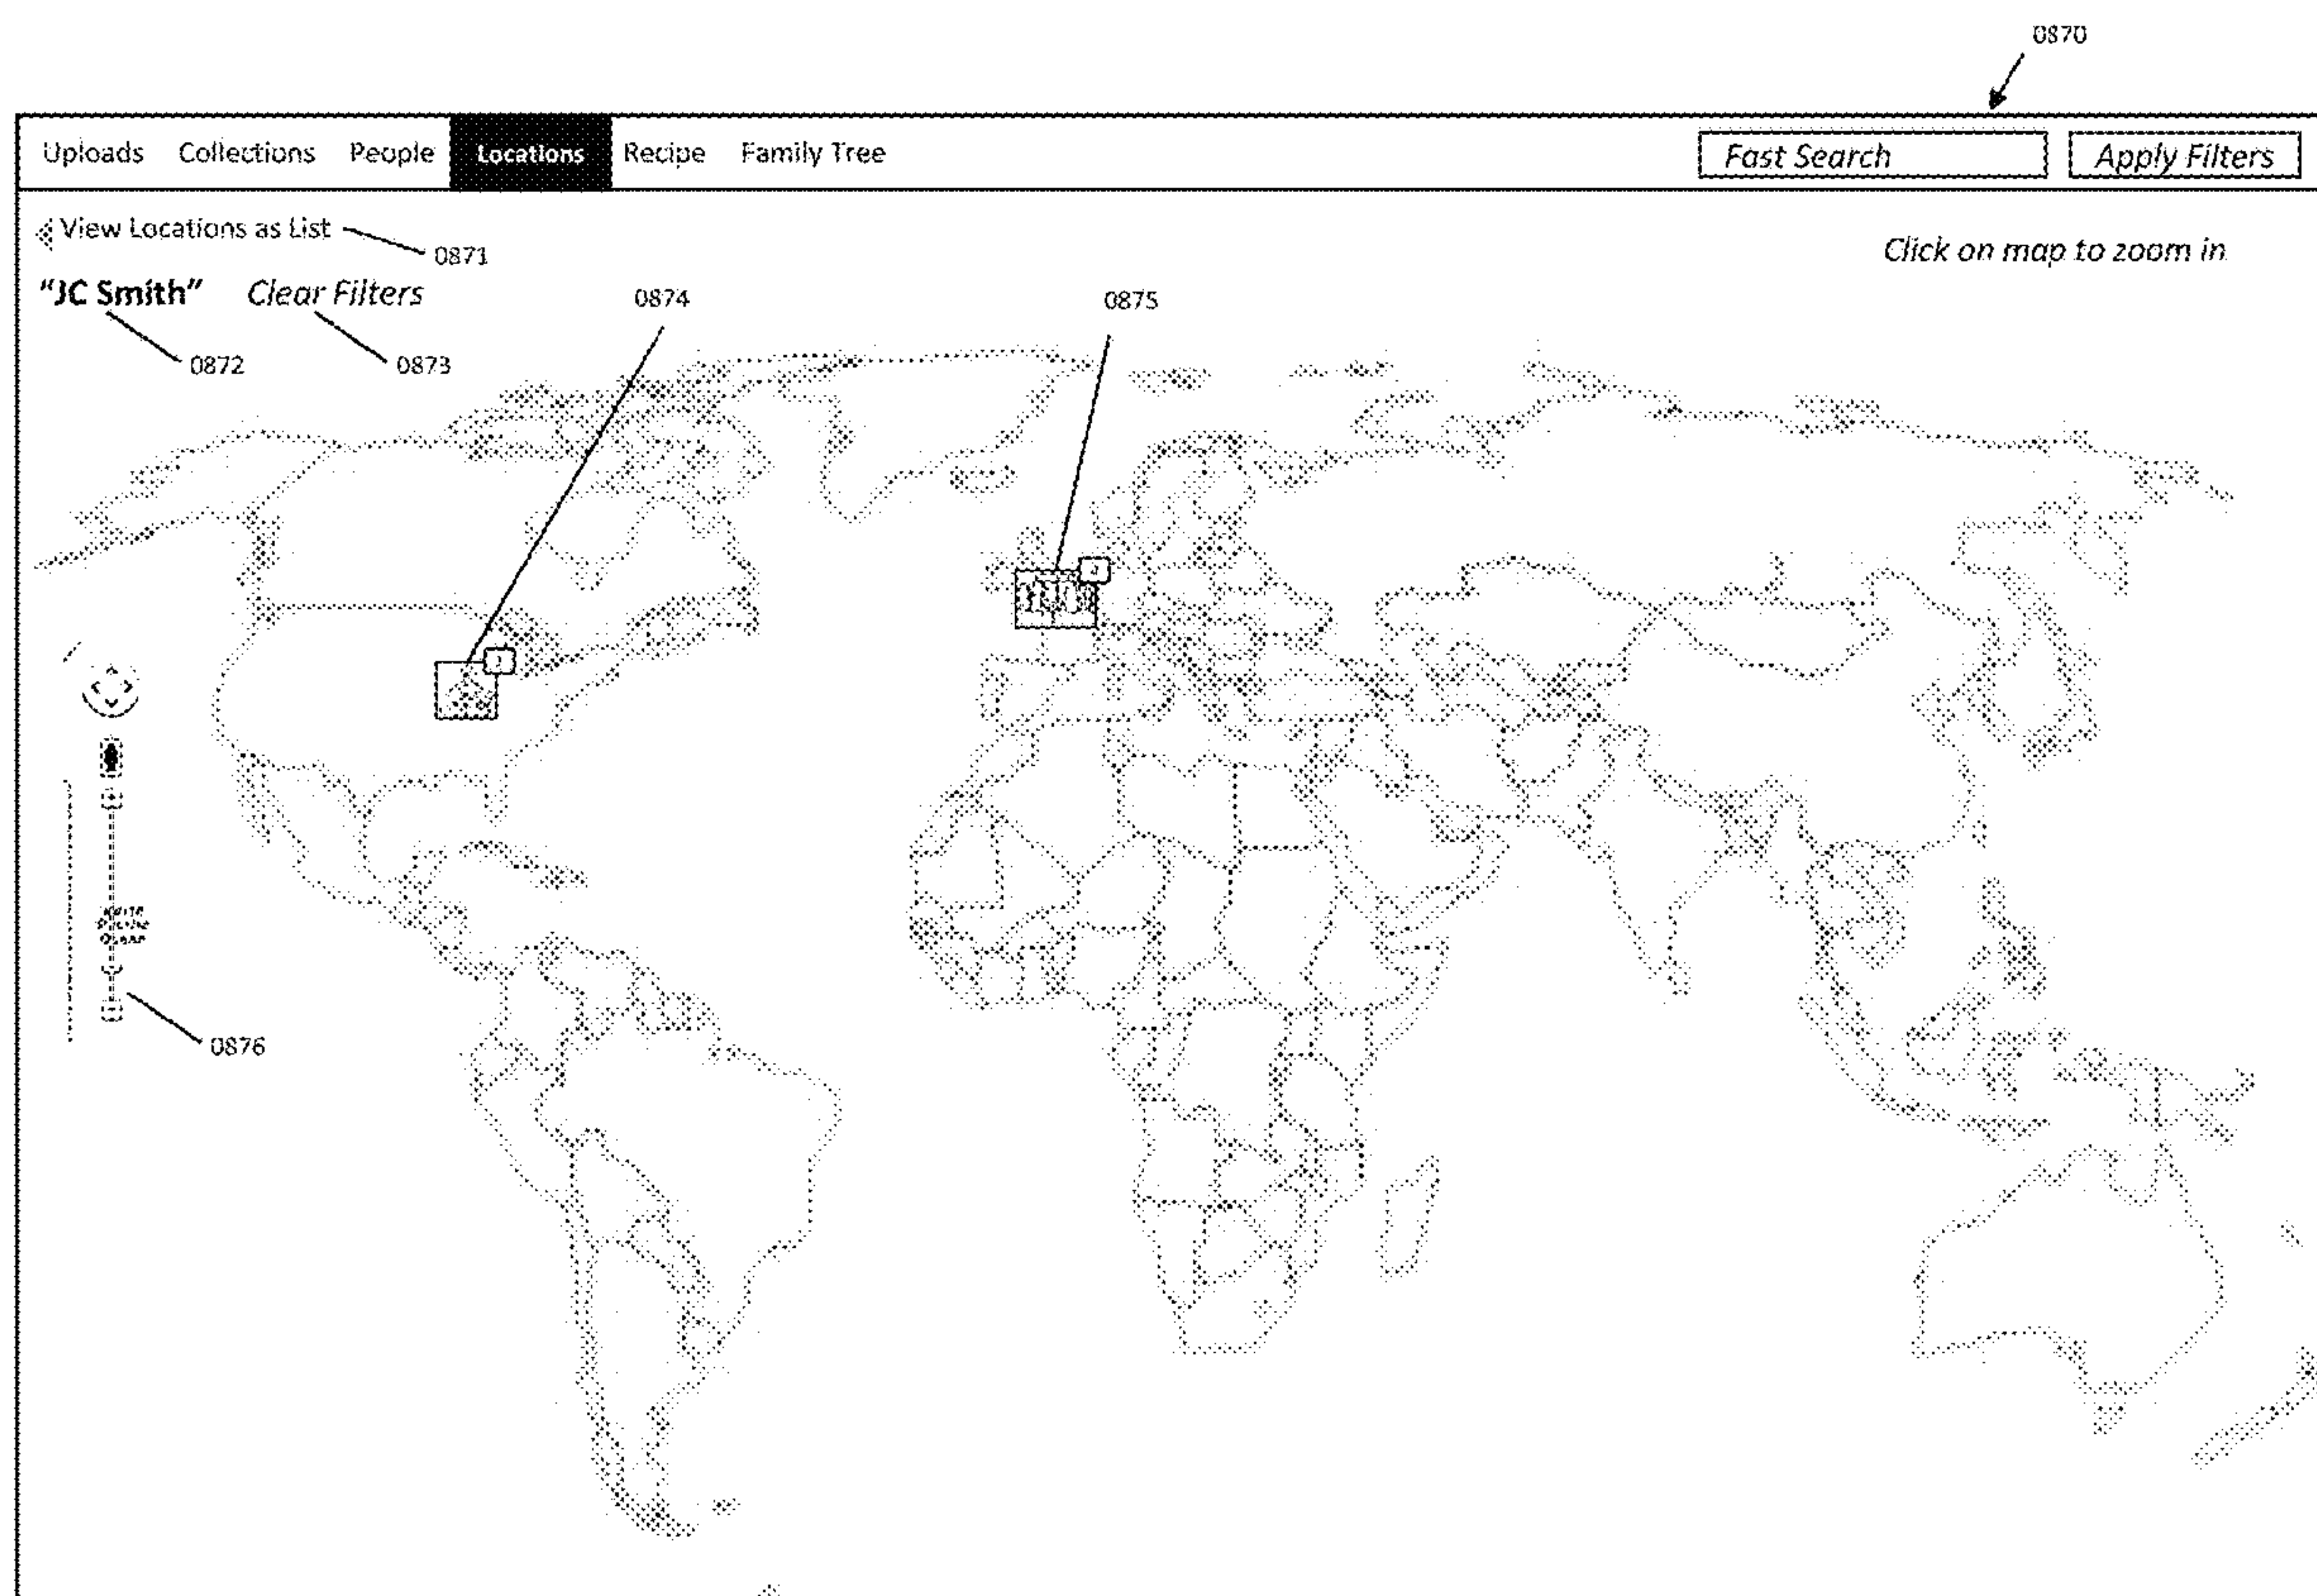 0870
Uploads Collections People Locations Recipe Family Tree Fast Search Apply Filters
View Locations as List
0871
Click on map to zoom in
"JC Smith" Clear Filters
0874
0875
0872
0873
0876